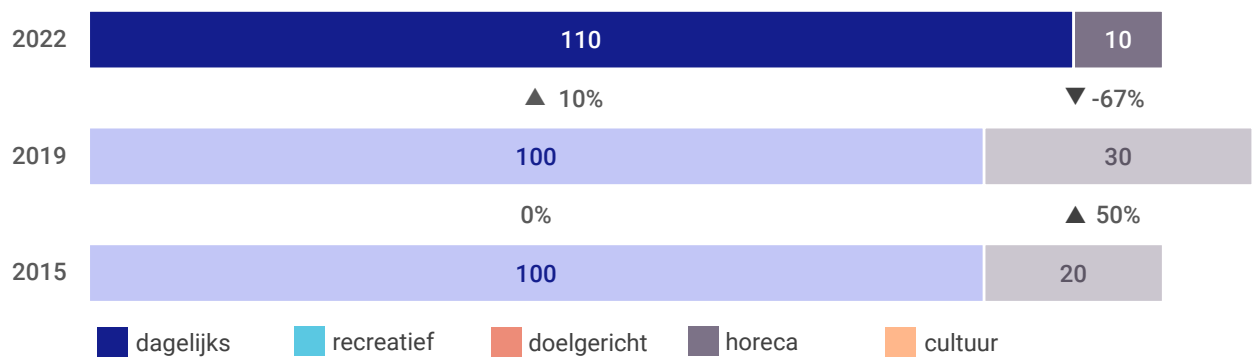 2022 110 10
▲ 10% ▼ -67%
2019 100 30
0% ▲ 50%
2015 100 20
dagelijks recreatief doelgericht horeca cultuur